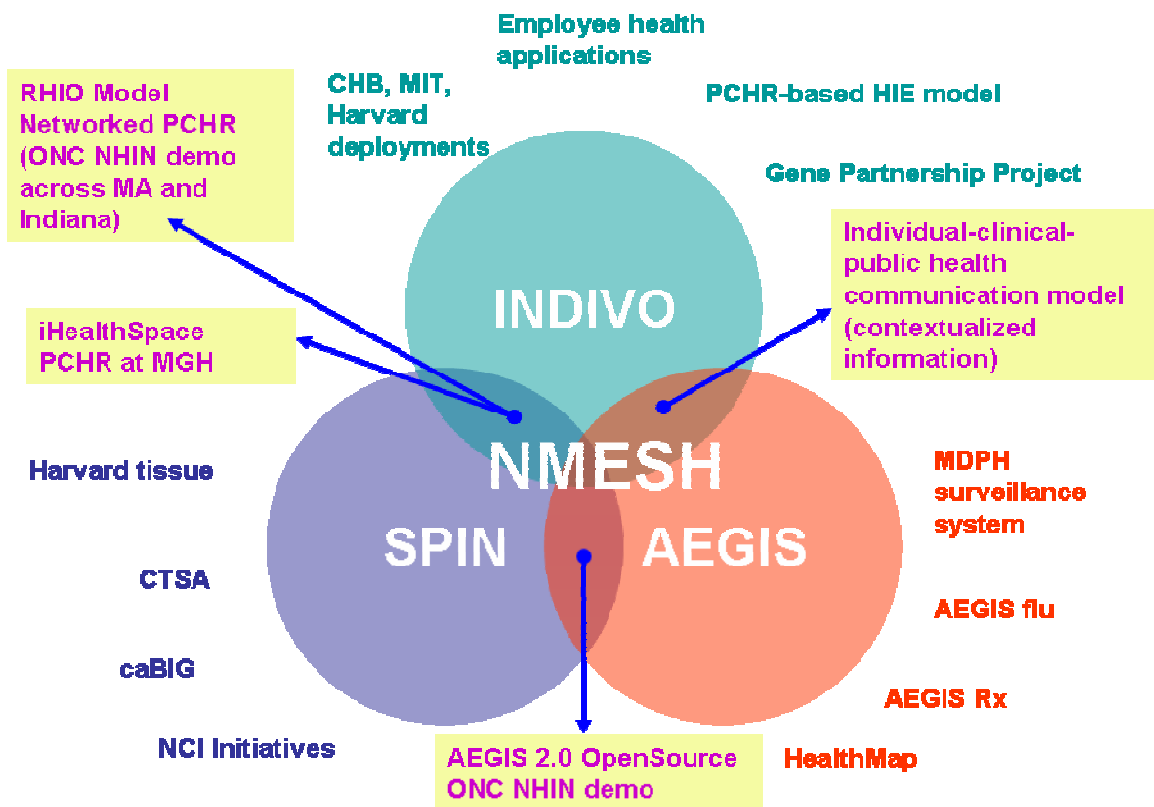 Employee health
applications
CHB, MIT,
Harvard
deployments
PCHR-based HIE model
Gene Partnership Project
RHIO Model
Networked PCHR
(ONC NHIN demo
across MA and
Indiana)
Individual-clinical-
public health
communication model
(contextualized
information)
iHealthSpace
PCHR at MGH
INDIVO
NMESH
SPIN
AEGIS
Harvard tissue
CTSA
caBIG
NCI Initiatives
MDPH
surveillance
system
AEGIS flu
AEGIS Rx
HealthMap
AEGIS 2.0 OpenSource
ONC NHIN demo